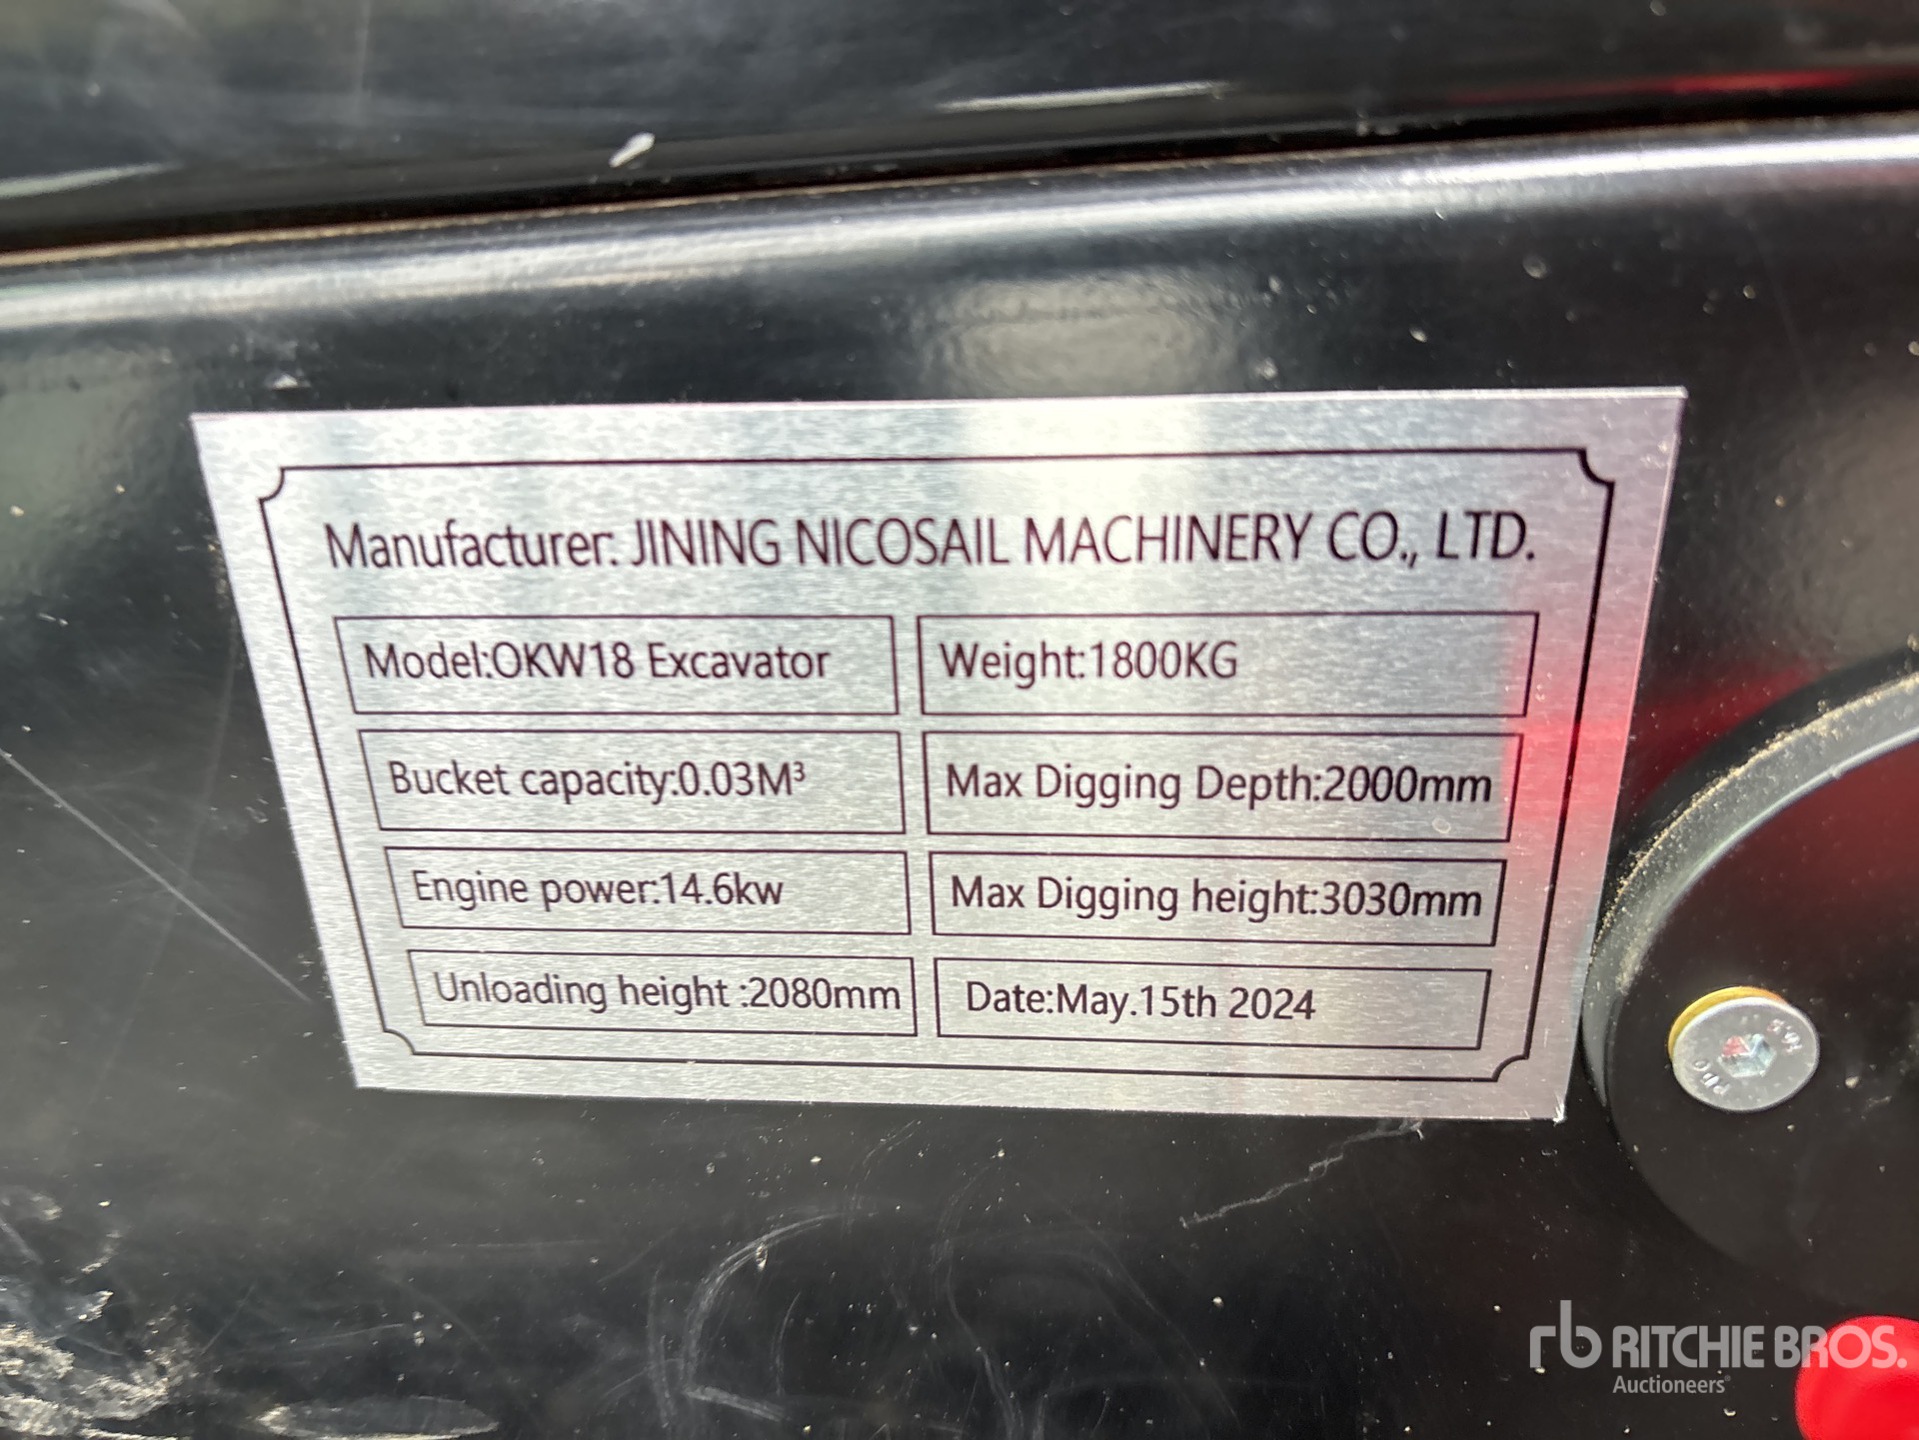 Manufacturer: JINING NICOSAIL MACHINERY CO., LTD.
Model:OKW18 Excavator
Weight:1800KG
Bucket capacity:0.03M³
Max Digging Depth:2000mm
Engine power:14.6kw
Max Digging height:3030mm
Unloading height :2080mm
Date:May.15th 2024
rb RITCHIE BROS.
Auctioneers